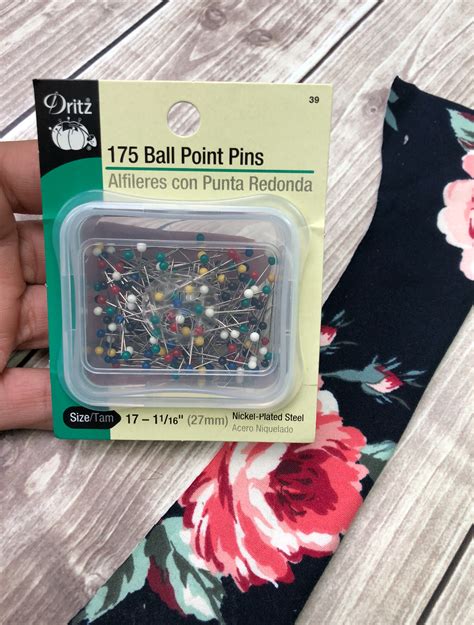 Dritz
39
175 Ball Point Pins
Alfileres con Punta Redonda
Size/Tam 17 – 1 1/16" (27mm) Nickel-Plated Steel
Acero Niquelado